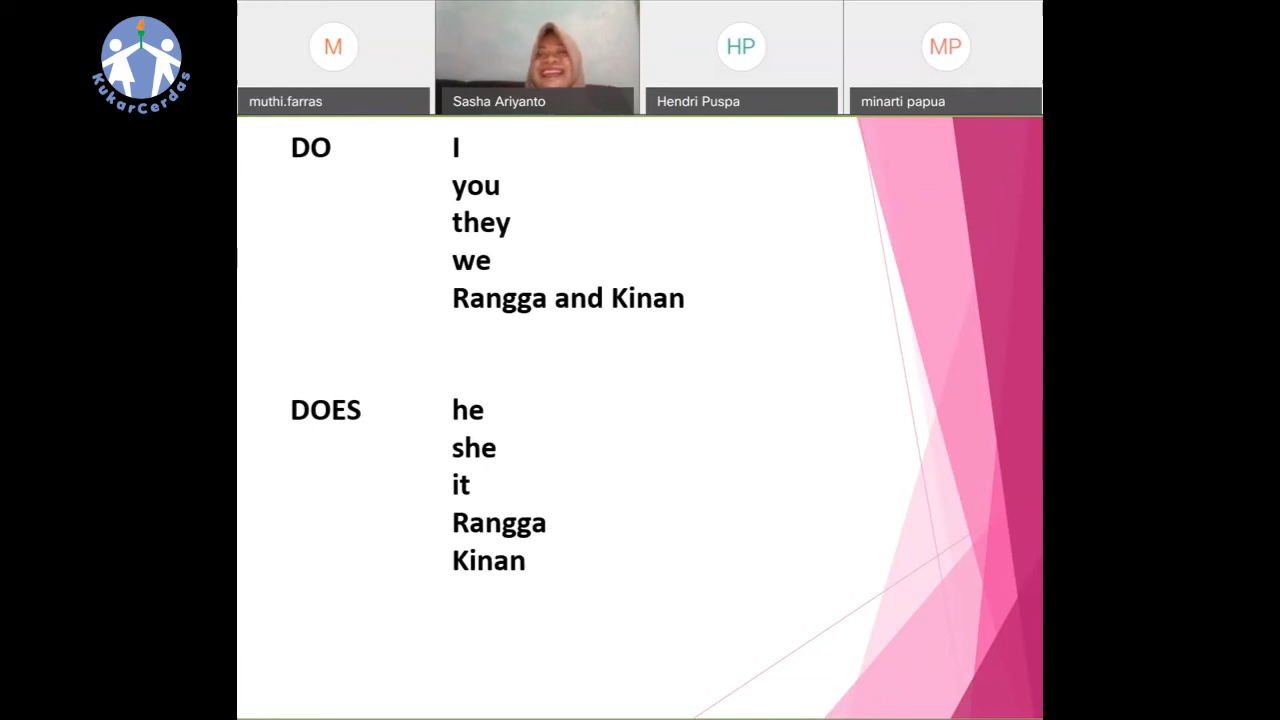 KukarCerdas
M
HP
MP
muthi.farras
Sasha Ariyanto
Hendri Puspa
minarti papua
DO I
you
they
we
Rangga and Kinan
DOES he
she
it
Rangga
Kinan